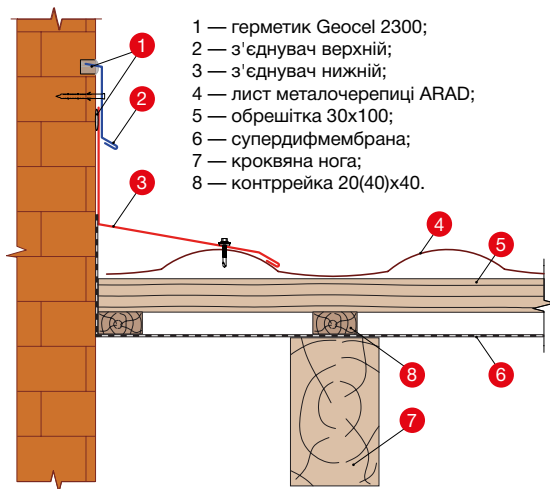 1 — герметик Geocel 2300;
2 — з'єднувач верхній;
3 — з'єднувач нижній;
4 — лист металочерепиці ARAD;
5 — обрешітка 30х100;
6 — супердифмембрана;
7 — кроквяна нога;
8 — контррейка 20(40)х40.
1
2
3
4
5
8
6
7